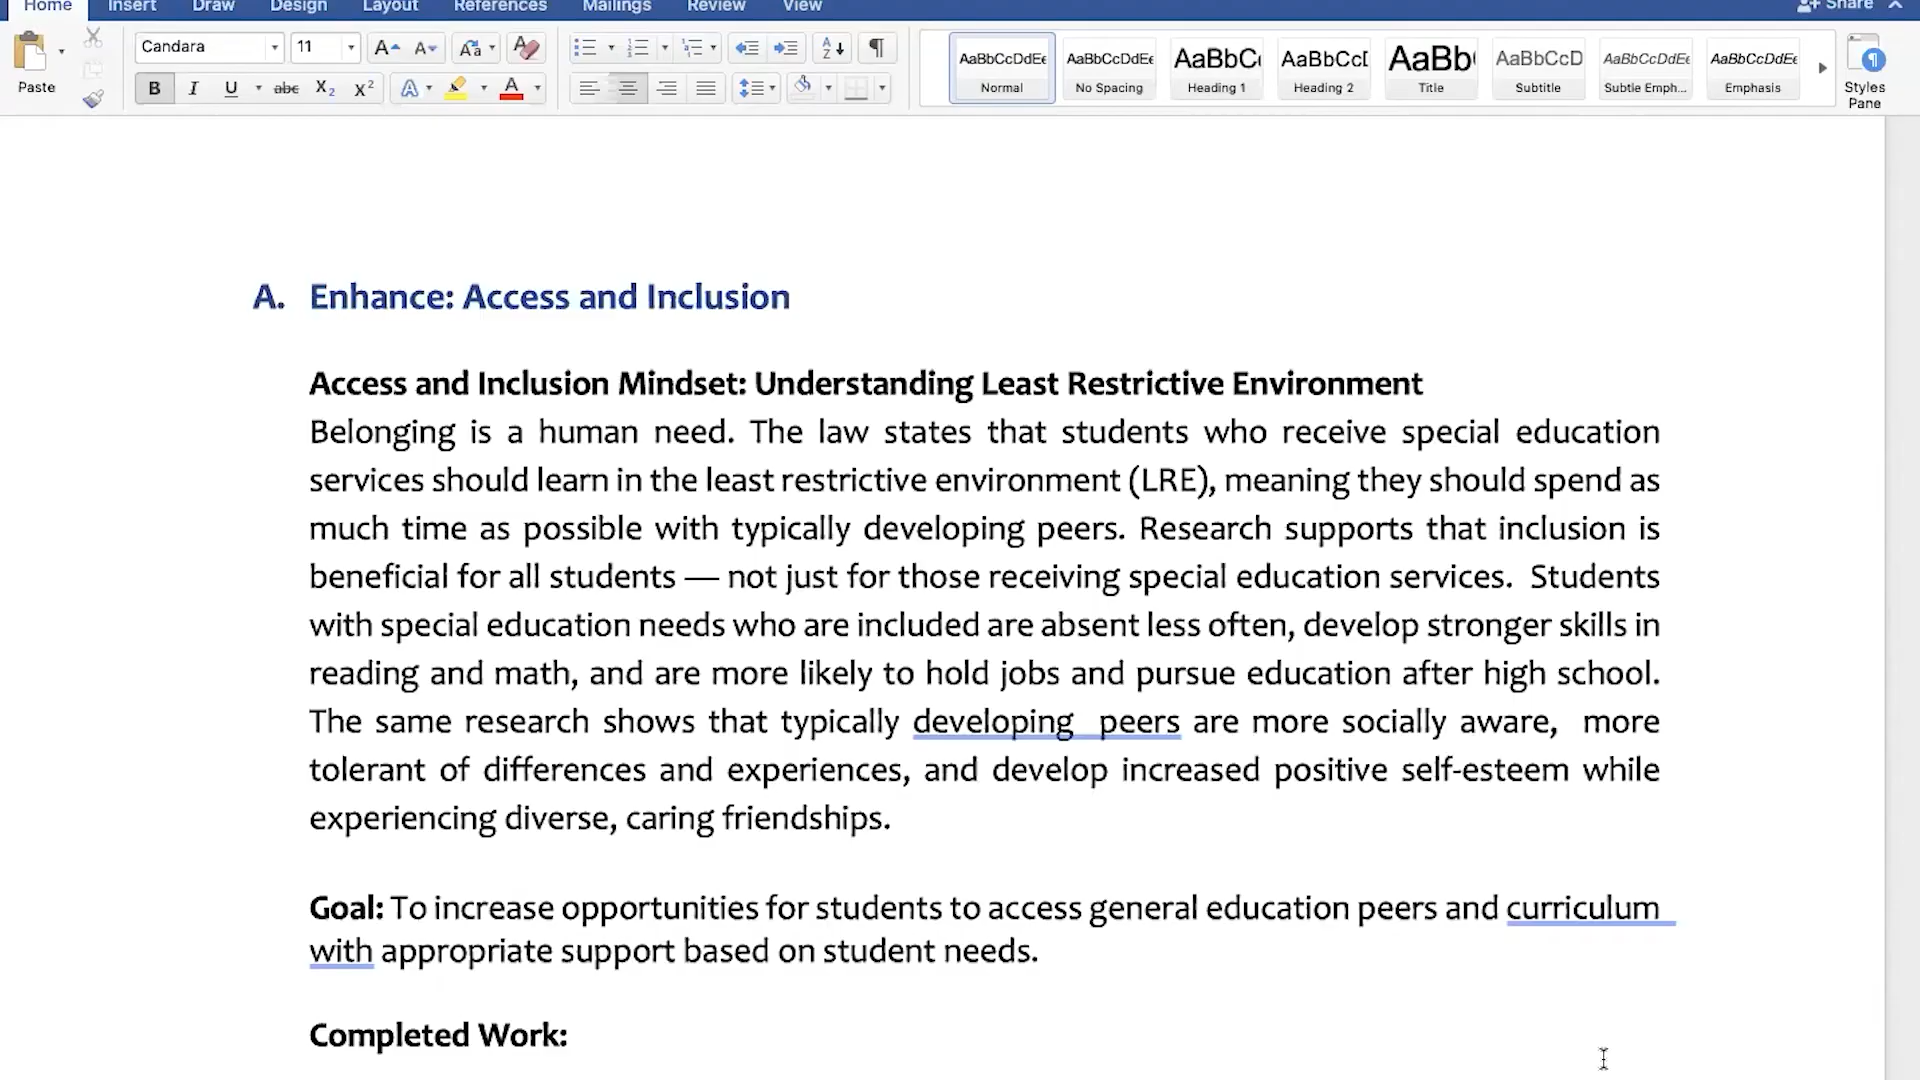 Home Insert Draw Design Layout References Mailings Review View Share
Paste
Candara 11
B I U abc X₂ X²
AaBbCcDdEe AaBbCcDdEe AaBbC AaBbCcD AaBb AaBbCcD AaBbCcDdEe AaBbCcDdEe
Normal No Spacing Heading 1 Heading 2 Title Subtitle Subtle Emph... Emphasis
Styles
Pane
A. Enhance: Access and Inclusion
Access and Inclusion Mindset: Understanding Least Restrictive Environment
Belonging is a human need. The law states that students who receive special education
services should learn in the least restrictive environment (LRE), meaning they should spend as
much time as possible with typically developing peers. Research supports that inclusion is
beneficial for all students — not just for those receiving special education services.  Students
with special education needs who are included are absent less often, develop stronger skills in
reading and math, and are more likely to hold jobs and pursue education after high school.
The same research shows that typically developing  peers are more socially aware,  more
tolerant of differences and experiences, and develop increased positive self-esteem while
experiencing diverse, caring friendships.
Goal: To increase opportunities for students to access general education peers and curriculum
with appropriate support based on student needs.
Completed Work: